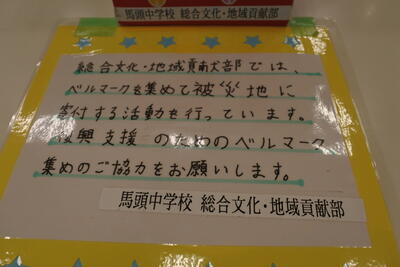 馬頭中学校 総合文化・地域貢献部
総合文化・地域貢献部では、
ベルマークを集めて被災地に
寄付する活動を行っています。
復興支援のためのベルマーク
集めのご協力をお願いします。
馬頭中学校 総合文化・地域貢献部